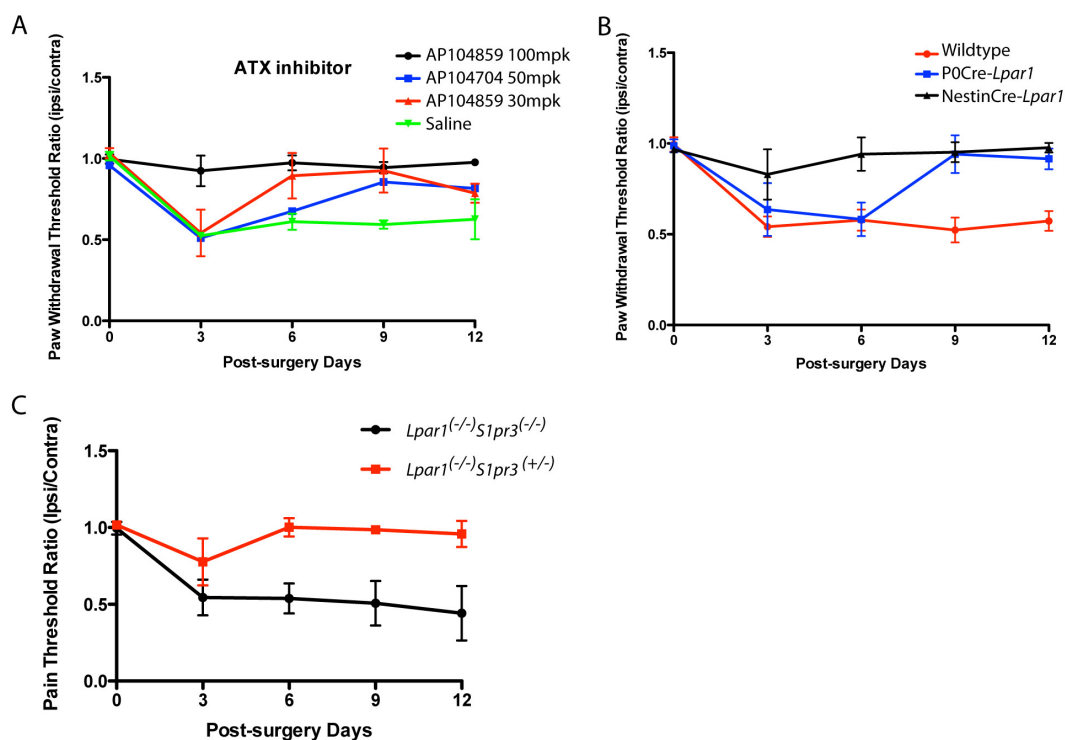 A
ATX inhibitor
AP104859 100mpk
AP104704 50mpk
AP104859 30mpk
Saline
Paw Withdrawal Threshold Ratio (ipsi/contra)
1.5
1.0
0.5
0.0
0 3 6 9 12
Post-surgery Days
B
Wildtype
P0Cre-Lpar1
NestinCre-Lpar1
Paw Withdrawal Threshold Ratio (ipsi/contra)
1.5
1.0
0.5
0.0
0 3 6 9 12
Post-surgery Days
C
Lpar1(-/-)S1pr3(-/-)
Lpar1(-/-)S1pr3(+/-)
Pain Threshold Ratio (Ipsi/Contra)
1.5
1.0
0.5
0.0
0 3 6 9 12
Post-surgery Days